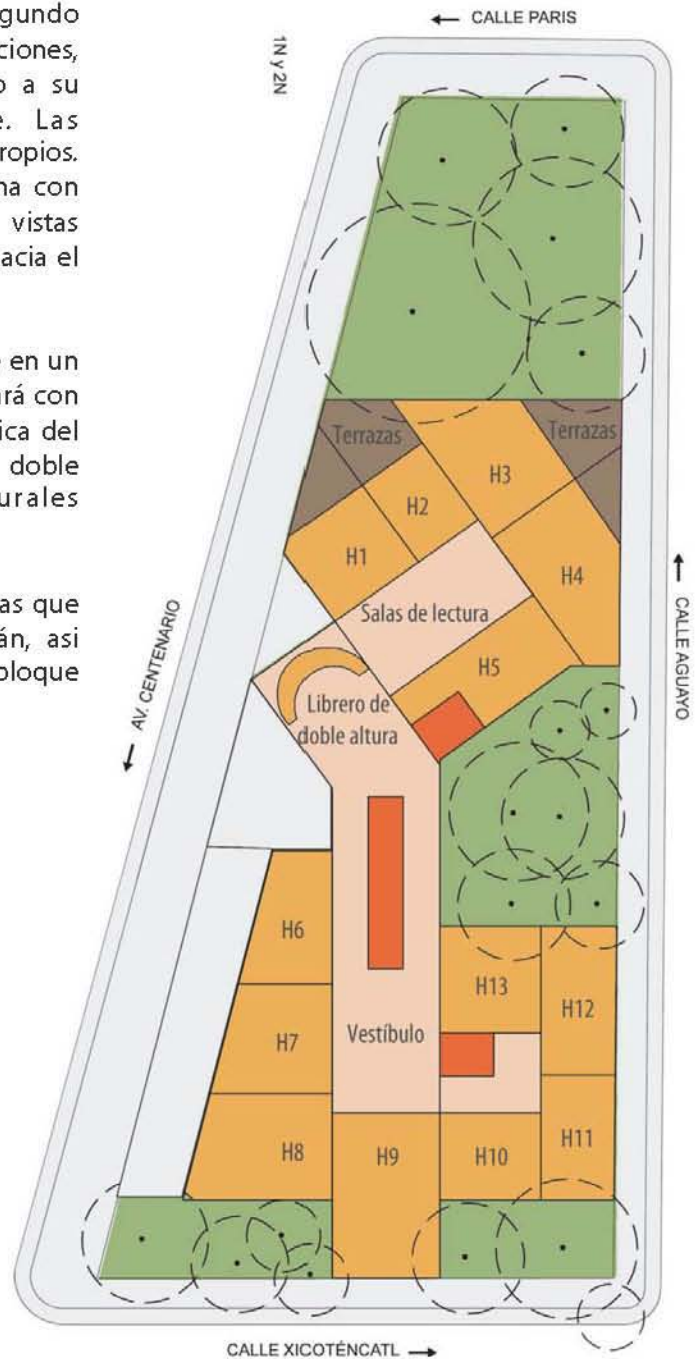 gundo
ciones,
o a su
e. Las
ropios.
na con
vistas
acia el
en un
ará con
ica del
doble
urales
as que
án, asi
bloque
← CALLE PARIS
1N y 2N
Terrazas
Terrazas
H3
H2
H1
H4
Salas de lectura
H5
Librero de
doble altura
AV. CENTENARIO
←
→
CALLE AGUAYO
H6
H13
H12
H7
Vestíbulo
H8
H9
H10
H11
CALLE XICOTÉNCATL →